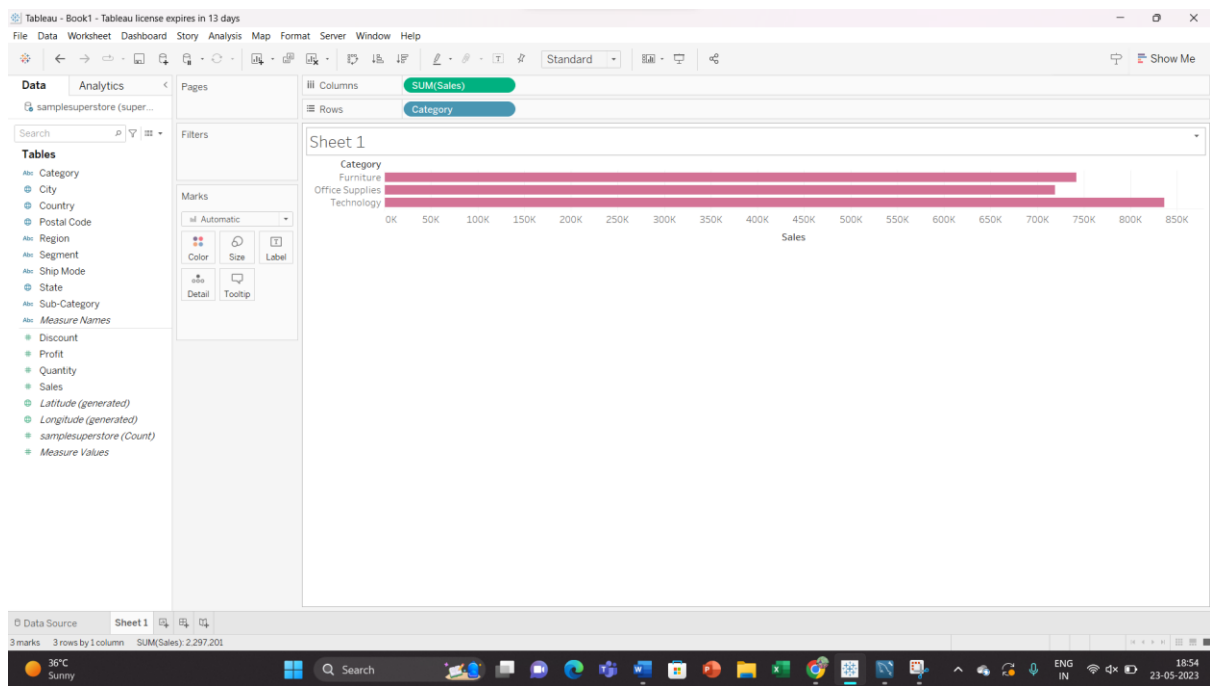 Tableau - Book1 - Tableau license expires in 13 days
File Data Worksheet Dashboard Story Analysis Map Format Server Window Help
Standard
Show Me
Data Analytics
samplesuperstore (super...
Search
Tables
Abc Category
City
Country
Postal Code
Abc Region
Abc Segment
Abc Ship Mode
State
Abc Sub-Category
Abc Measure Names
# Discount
# Profit
# Quantity
# Sales
Latitude (generated)
Longitude (generated)
# samplesuperstore (Count)
# Measure Values
Pages
Filters
Marks
Automatic
Color Size Label
Detail Tooltip
Columns SUM(Sales)
Rows Category
Sheet 1
Category
Furniture
Office Supplies
Technology
0K 50K 100K 150K 200K 250K 300K 350K 400K 450K 500K 550K 600K 650K 700K 750K 800K 850K
Sales
Data Source Sheet 1
3 marks 3 rows by 1 column SUM(Sales): 2,297,201
36°C
Sunny
Search
ENG
IN
18:54
23-05-2023